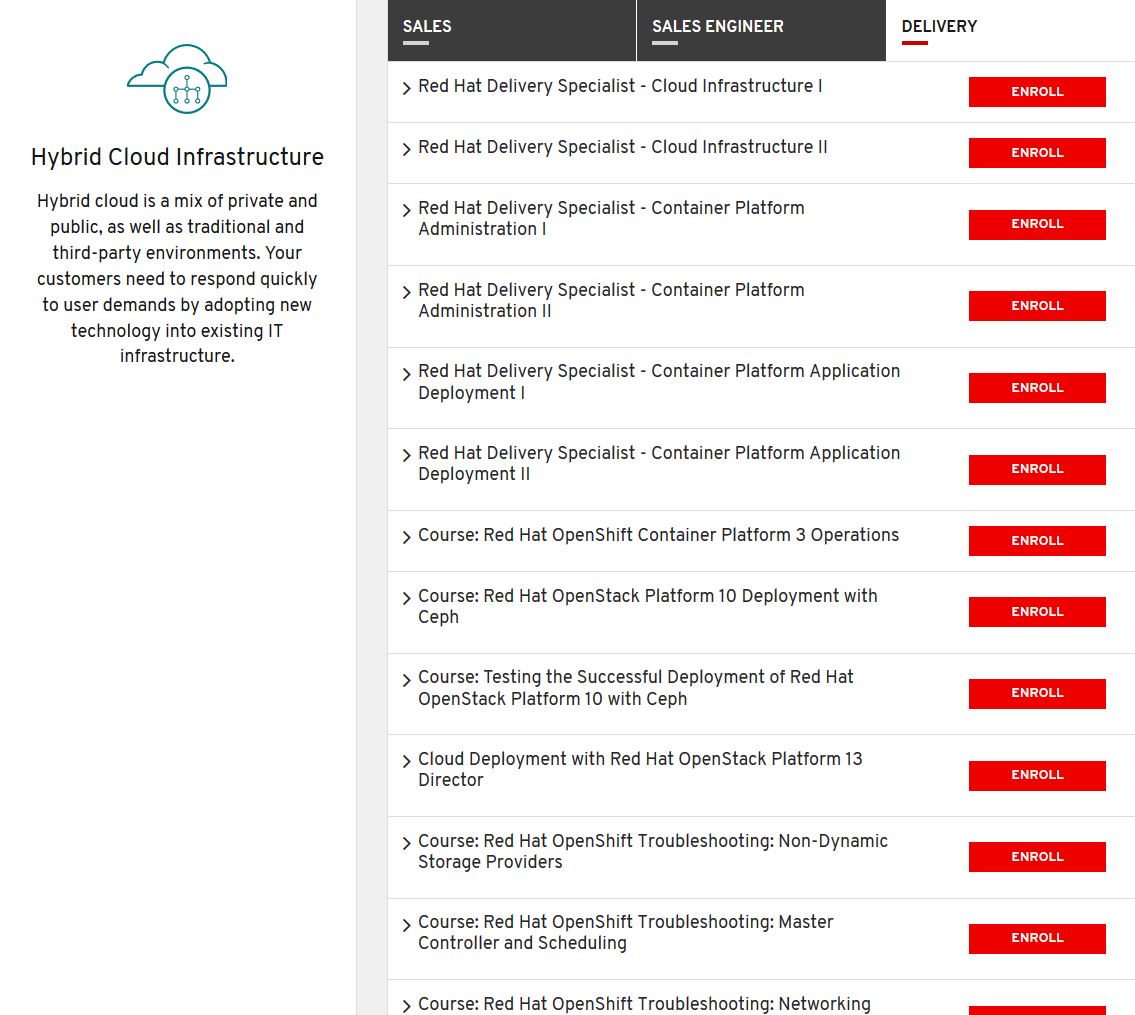 SALES
SALES ENGINEER
DELIVERY
Hybrid Cloud Infrastructure
Hybrid cloud is a mix of private and
public, as well as traditional and
third-party environments. Your
customers need to respond quickly
to user demands by adopting new
technology into existing IT
infrastructure.
Red Hat Delivery Specialist - Cloud Infrastructure I
ENROLL
Red Hat Delivery Specialist - Cloud Infrastructure II
ENROLL
Red Hat Delivery Specialist - Container Platform
Administration I
ENROLL
Red Hat Delivery Specialist - Container Platform
Administration II
ENROLL
Red Hat Delivery Specialist - Container Platform Application
Deployment I
ENROLL
Red Hat Delivery Specialist - Container Platform Application
Deployment II
ENROLL
Course: Red Hat OpenShift Container Platform 3 Operations
ENROLL
Course: Red Hat OpenStack Platform 10 Deployment with
Ceph
ENROLL
Course: Testing the Successful Deployment of Red Hat
OpenStack Platform 10 with Ceph
ENROLL
Cloud Deployment with Red Hat OpenStack Platform 13
Director
ENROLL
Course: Red Hat OpenShift Troubleshooting: Non-Dynamic
Storage Providers
ENROLL
Course: Red Hat OpenShift Troubleshooting: Master
Controller and Scheduling
ENROLL
Course: Red Hat OpenShift Troubleshooting: Networking